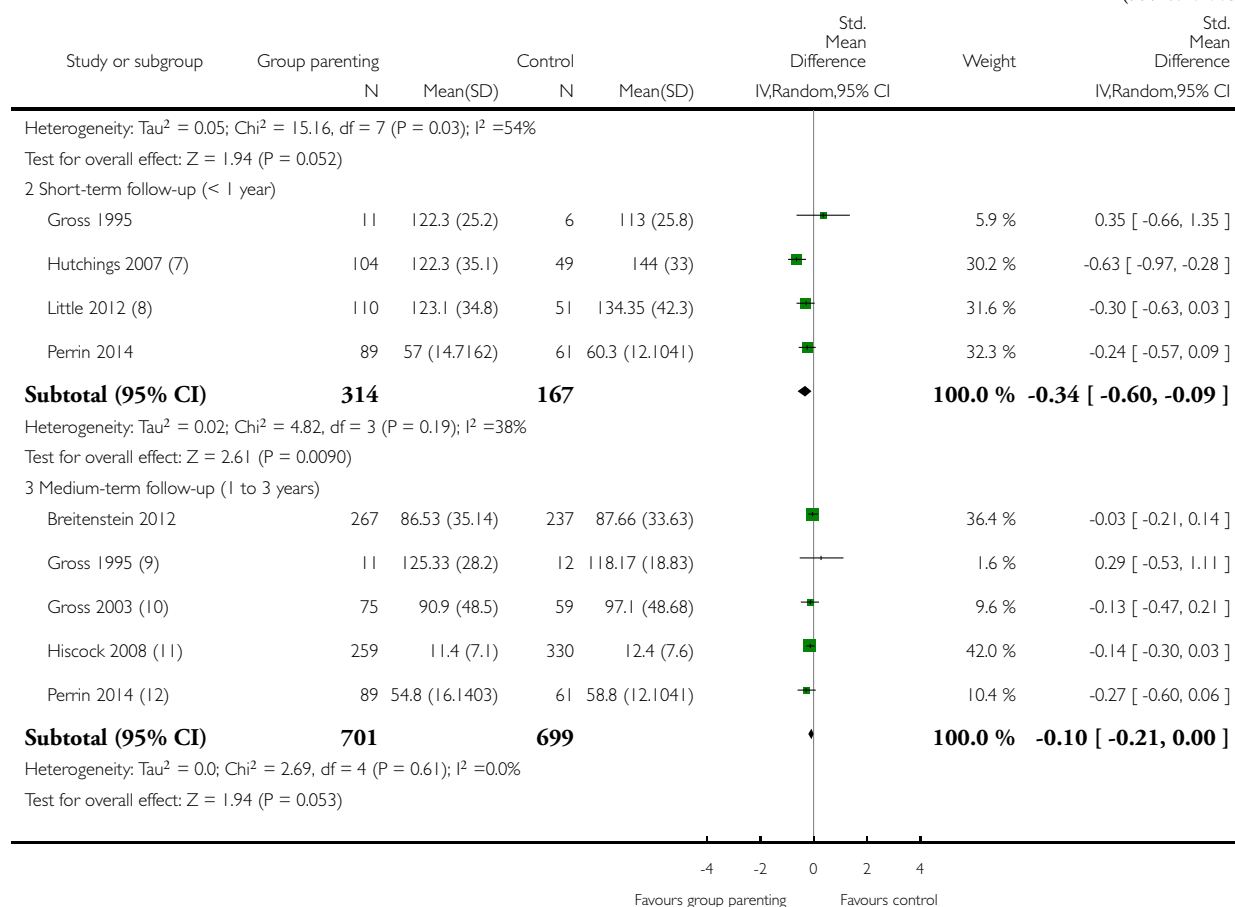 Std.
Mean
Difference
Std.
Mean
Difference
Study or subgroup Group parenting Control Weight
N Mean(SD) N Mean(SD) IV,Random,95% CI IV,Random,95% CI
Heterogeneity: Tau² = 0.05; Chi² = 15.16, df = 7 (P = 0.03); I² =54%
Test for overall effect: Z = 1.94 (P = 0.052)
2 Short-term follow-up (< 1 year)
Gross 1995 11 122.3 (25.2) 6 113 (25.8) 5.9 % 0.35 [ -0.66, 1.35 ]
Hutchings 2007 (7) 104 122.3 (35.1) 49 144 (33) 30.2 % -0.63 [ -0.97, -0.28 ]
Little 2012 (8) 110 123.1 (34.8) 51 134.35 (42.3) 31.6 % -0.30 [ -0.63, 0.03 ]
Perrin 2014 89 57 (14.7162) 61 60.3 (12.1041) 32.3 % -0.24 [ -0.57, 0.09 ]
Subtotal (95% CI) 314 167 100.0 % -0.34 [ -0.60, -0.09 ]
Heterogeneity: Tau² = 0.02; Chi² = 4.82, df = 3 (P = 0.19); I² =38%
Test for overall effect: Z = 2.61 (P = 0.0090)
3 Medium-term follow-up (1 to 3 years)
Breitenstein 2012 267 86.53 (35.14) 237 87.66 (33.63) 36.4 % -0.03 [ -0.21, 0.14 ]
Gross 1995 (9) 11 125.33 (28.2) 12 118.17 (18.83) 1.6 % 0.29 [ -0.53, 1.11 ]
Gross 2003 (10) 75 90.9 (48.5) 59 97.1 (48.68) 9.6 % -0.13 [ -0.47, 0.21 ]
Hiscock 2008 (11) 259 11.4 (7.1) 330 12.4 (7.6) 42.0 % -0.14 [ -0.30, 0.03 ]
Perrin 2014 (12) 89 54.8 (16.1403) 61 58.8 (12.1041) 10.4 % -0.27 [ -0.60, 0.06 ]
Subtotal (95% CI) 701 699 100.0 % -0.10 [ -0.21, 0.00 ]
Heterogeneity: Tau² = 0.0; Chi² = 2.69, df = 4 (P = 0.61); I² =0.0%
Test for overall effect: Z = 1.94 (P = 0.053)
-4 -2 0 2 4
Favours group parenting Favours control